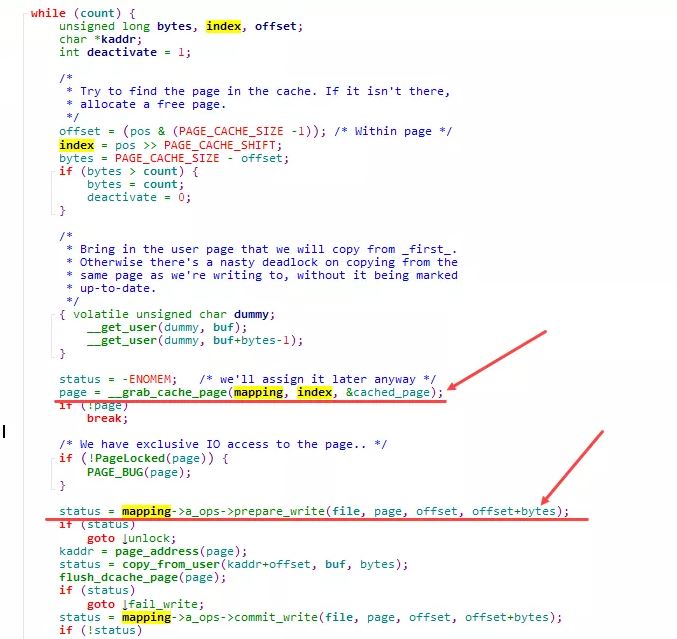 while (count) {
unsigned long bytes, index, offset;
char *kaddr;
int deactivate = 1;
/*
* Try to find the page in the cache. If it isn't there,
* allocate a free page.
*/
offset = (pos & (PAGE_CACHE_SIZE -1)); /* Within page */
index = pos >> PAGE_CACHE_SHIFT;
bytes = PAGE_CACHE_SIZE - offset;
if (bytes > count) {
bytes = count;
deactivate = 0;
}
/*
* Bring in the user page that we will copy from _first_.
* Otherwise there's a nasty deadlock on copying from the
* same page as we're writing to, without it being marked
* up-to-date.
*/
{ volatile unsigned char dummy;
__get_user(dummy, buf);
__get_user(dummy, buf+bytes-1);
}
status = -ENOMEM; /* we'll assign it later anyway */
page = __grab_cache_page(mapping, index, &cached_page);
if (!page)
break;
/* We have exclusive IO access to the page.. */
if (!PageLocked(page)) {
PAGE_BUG(page);
}
status = mapping->a_ops->prepare_write(file, page, offset, offset+bytes);
if (status)
goto ↓unlock;
kaddr = page_address(page);
status = copy_from_user(kaddr+offset, buf, bytes);
flush_dcache_page(page);
if (status)
goto ↓fail_write;
status = mapping->a_ops->commit_write(file, page, offset, offset+bytes);
if (!status)